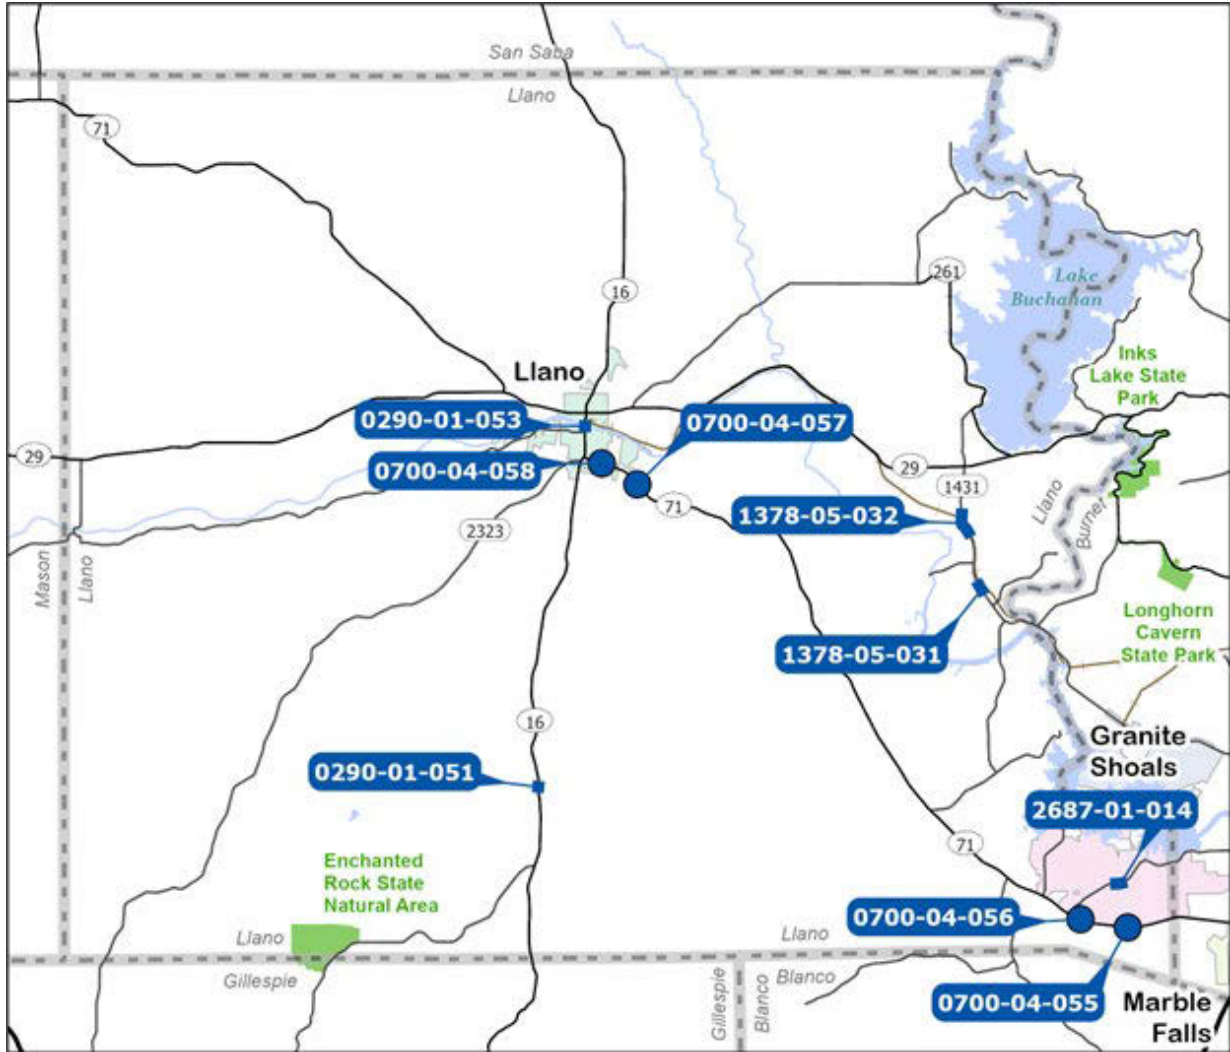 San Saba
Llano
71
261
16
Lake
Buchanan
Inks
Lake State
Park
Llano
0290-01-053
0700-04-057
0700-04-058
29
29
1431
71
1378-05-032
Llano
Burner
2323
Mason
Llano
Longhorn
Cavern
State Park
1378-05-031
16
Granite
Shoals
0290-01-051
2687-01-014
71
Enchanted
Rock State
Natural Area
0700-04-056
Llano
Gillespie
Llano
Blanco
Gillespie
Blanco
0700-04-055
Marble
Falls